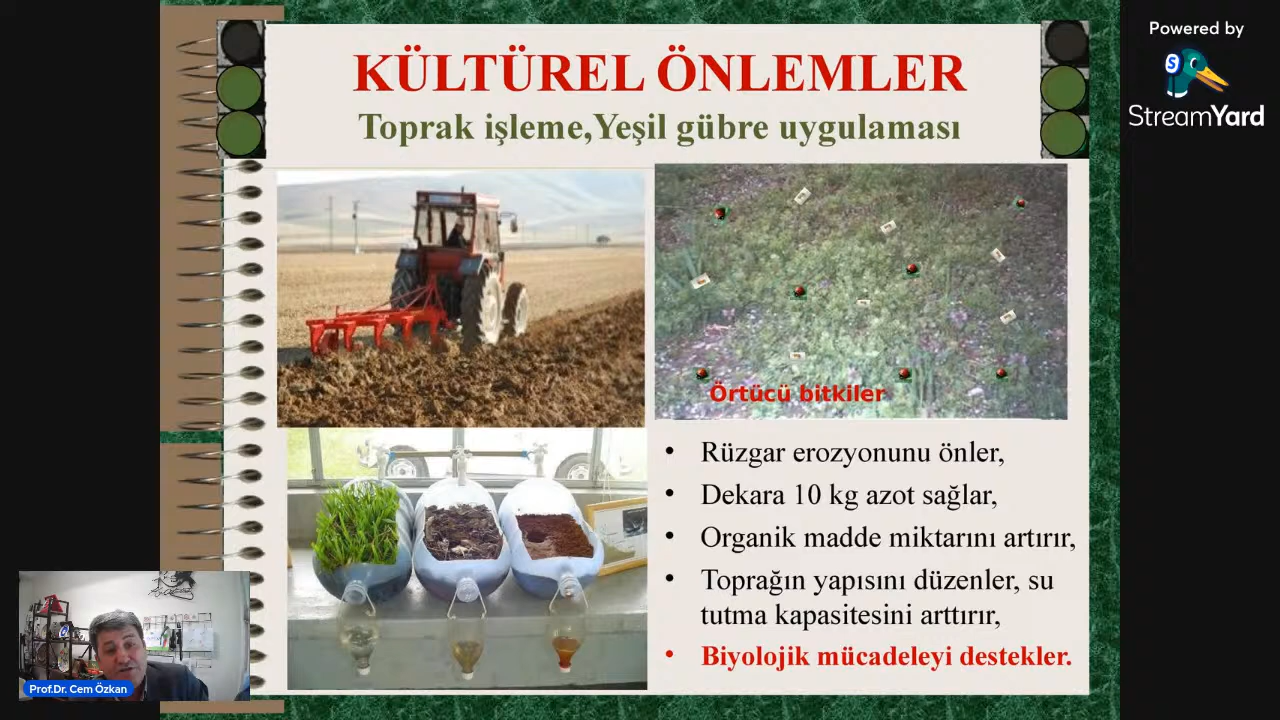 Powered by
StreamYard
KÜLTÜREL ÖNLEMLER
Toprak işleme,Yeşil gübre uygulaması
Örtücü bitkiler
• Rüzgar erozyonunu önler,
• Dekara 10 kg azot sağlar,
• Organik madde miktarını artırır,
• Toprağın yapısını düzenler, su
tutma kapasitesini arttırır,
• Biyolojik mücadeleyi destekler.
Prof.Dr. Cem Özkan